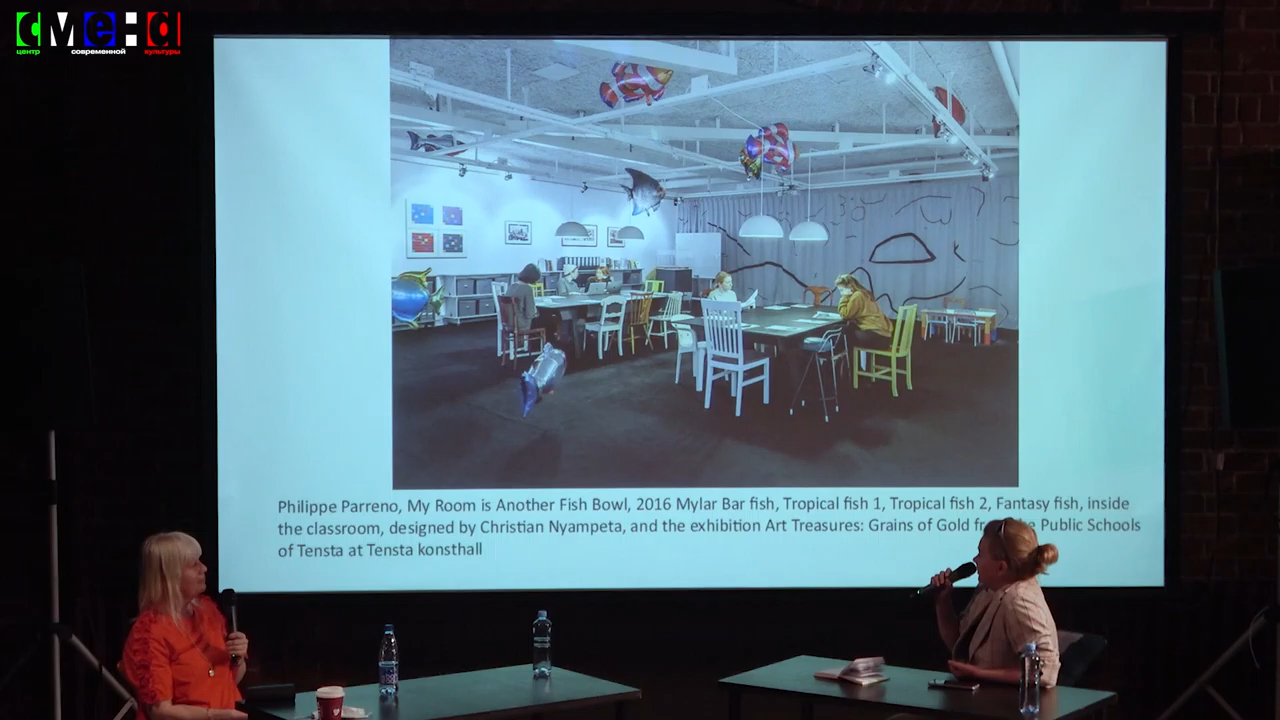 смена
центр современной культуры
Philippe Parreno, My Room is Another Fish Bowl, 2016 Mylar Bar fish, Tropical fish 1, Tropical fish 2, Fantasy fish, inside
the classroom, designed by Christian Nyampeta, and the exhibition Art Treasures: Grains of Gold Public Schools
of Tensta at Tensta konsthall